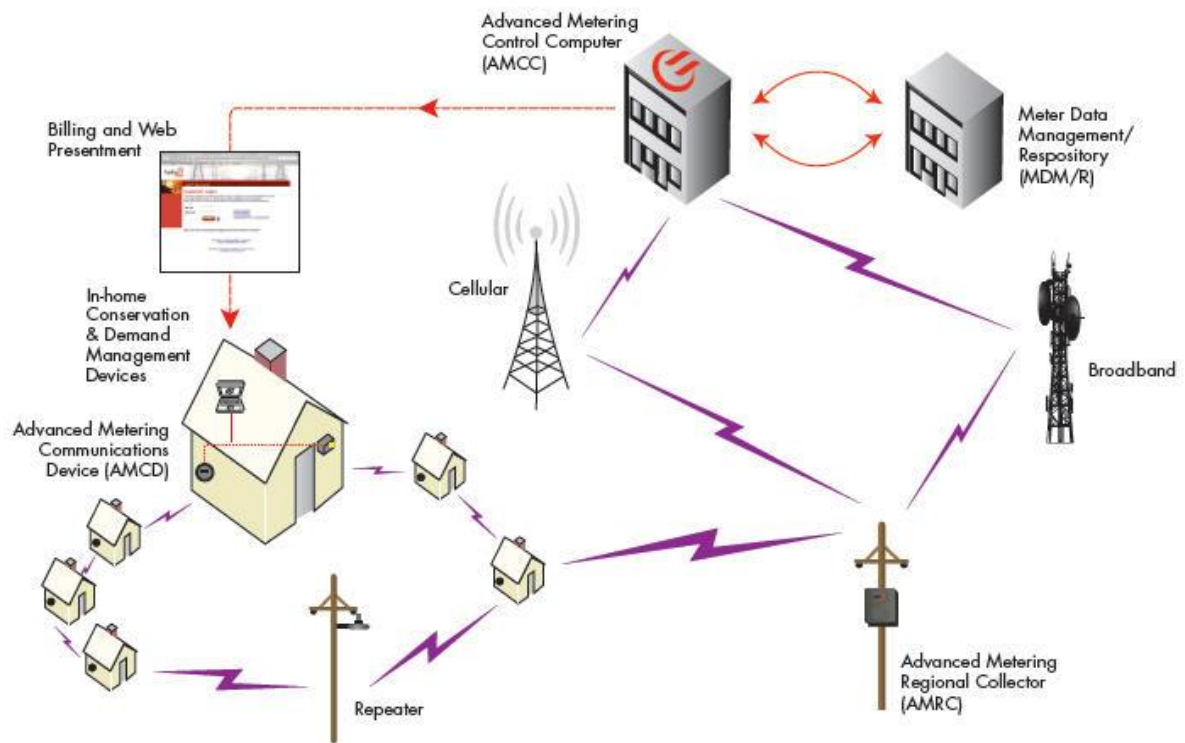 Advanced Metering
Control Computer
(AMCC)
Billing and Web
Presentment
Meter Data
Management/
Respository
(MDM/R)
Cellular
In-home
Conservation
& Demand
Management
Devices
Broadband
Advanced Metering
Communications
Device (AMCD)
Repeater
Advanced Metering
Regional Collector
(AMRC)